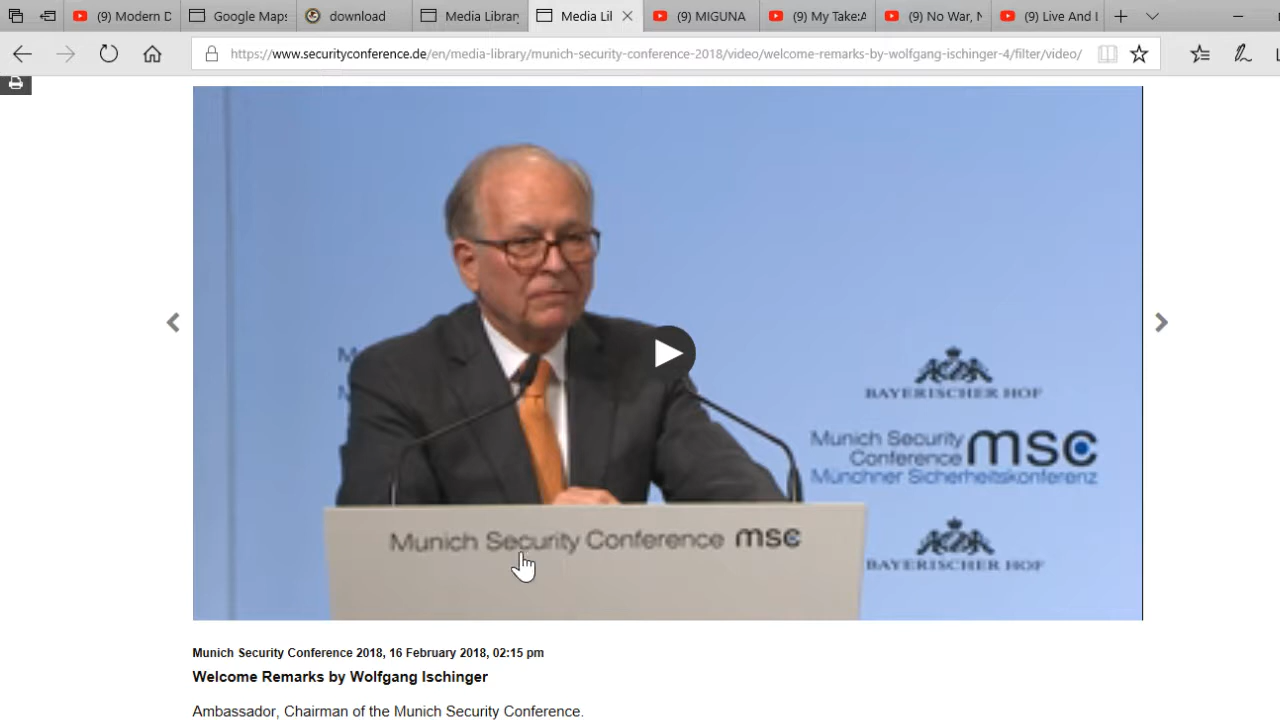 (9) Modern D
Google Maps
download
Media Library
Media Lil
(9) MIGUNA
(9) My Take:A
(9) No War, N
(9) Live And L
https://www.securityconference.de/en/media-library/munich-security-conference-2018/video/welcome-remarks-by-wolfgang-ischinger-4/filter/video/
BAYERISCHER HOF
Munich Security
Conference msc
Münchner Sicherheitskonferenz
Munich Security Conference msc
BAYERISCHER HOF
Munich Security Conference 2018, 16 February 2018, 02:15 pm
Welcome Remarks by Wolfgang Ischinger
Ambassador, Chairman of the Munich Security Conference.